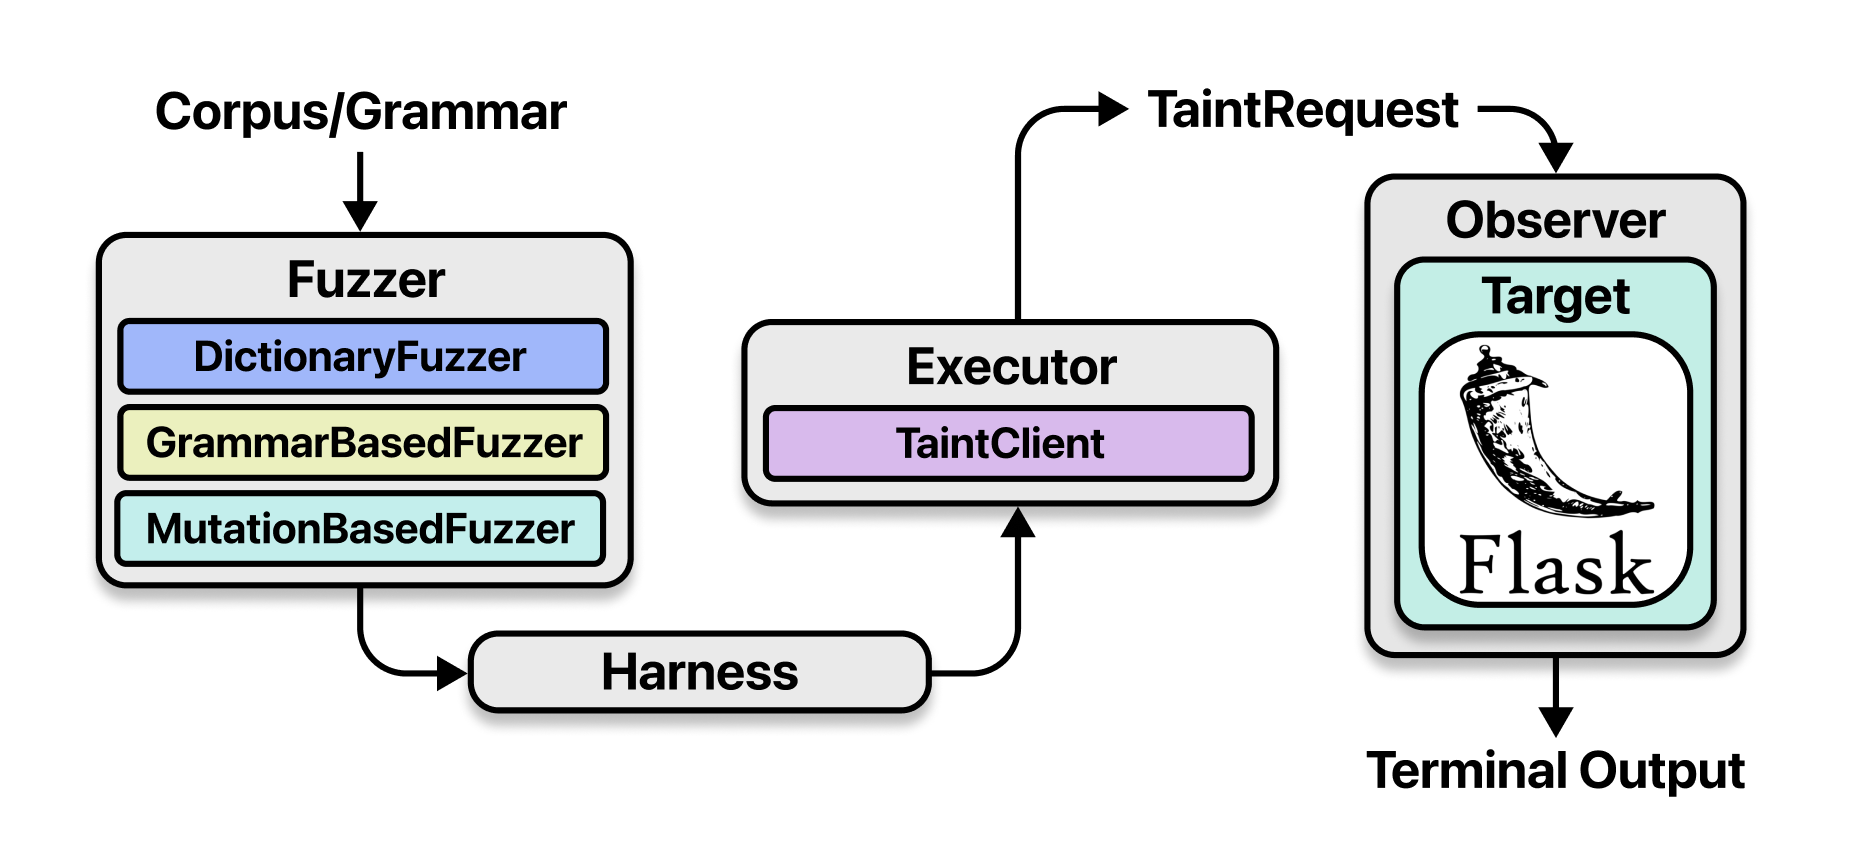 Corpus/Grammar
Fuzzer
DictionaryFuzzer
GrammarBasedFuzzer
MutationBasedFuzzer
Harness
Executor
TaintClient
TaintRequest
Observer
Target
Flask
Terminal Output